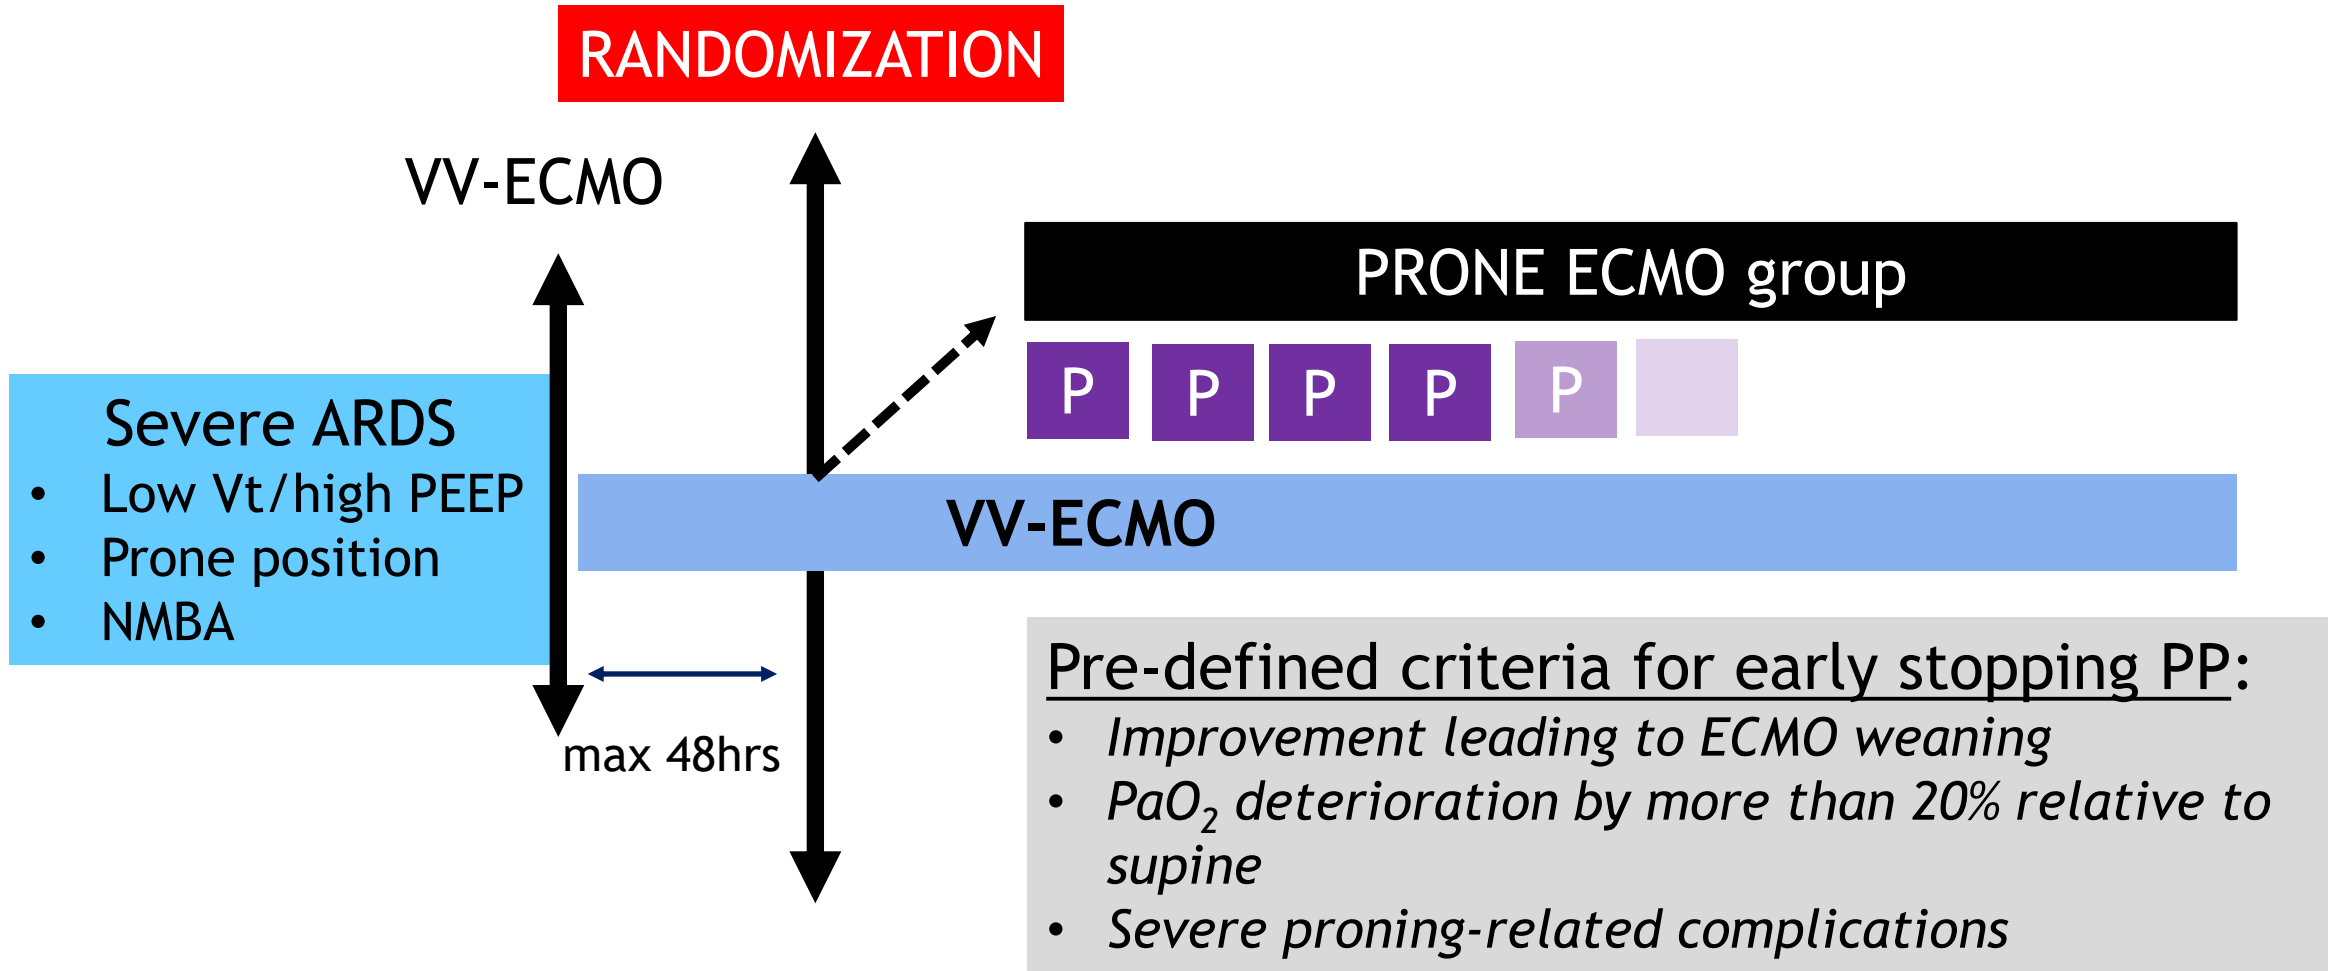 RANDOMIZATION
VV-ECMO
PRONE ECMO group
P P P P P
Severe ARDS
• Low Vt/high PEEP
• Prone position
• NMBA
VV-ECMO
max 48hrs
Pre-defined criteria for early stopping PP:
• Improvement leading to ECMO weaning
• PaO₂ deterioration by more than 20% relative to
supine
• Severe proning-related complications